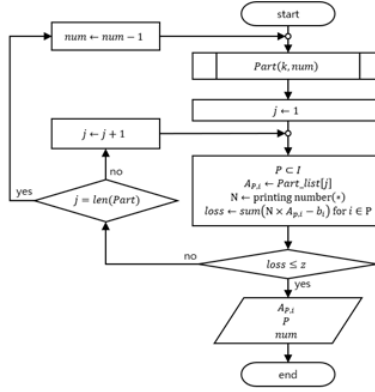 start
num ← num − 1
Part(k, num)
j ← 1
j ← j + 1
P ⊂ I
A_{P,i} ← Part_list[j]
N ← printing number(*)
loss ← sum(N × A_{p,i} − b_i) for i ∈ P
no
yes
j = len(Part)
no
loss ≤ z
yes
A_{P,i}
P
num
end